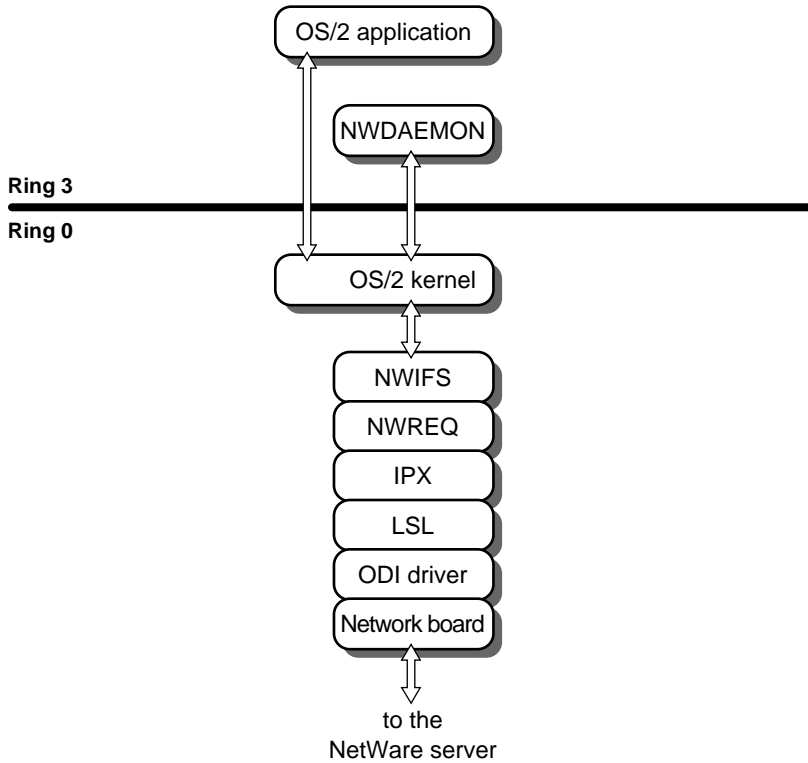 OS/2 application
NWDAEMON
Ring 3
Ring 0
OS/2 kernel
NWIFS
NWREQ
IPX
LSL
ODI driver
Network board
to the
NetWare server